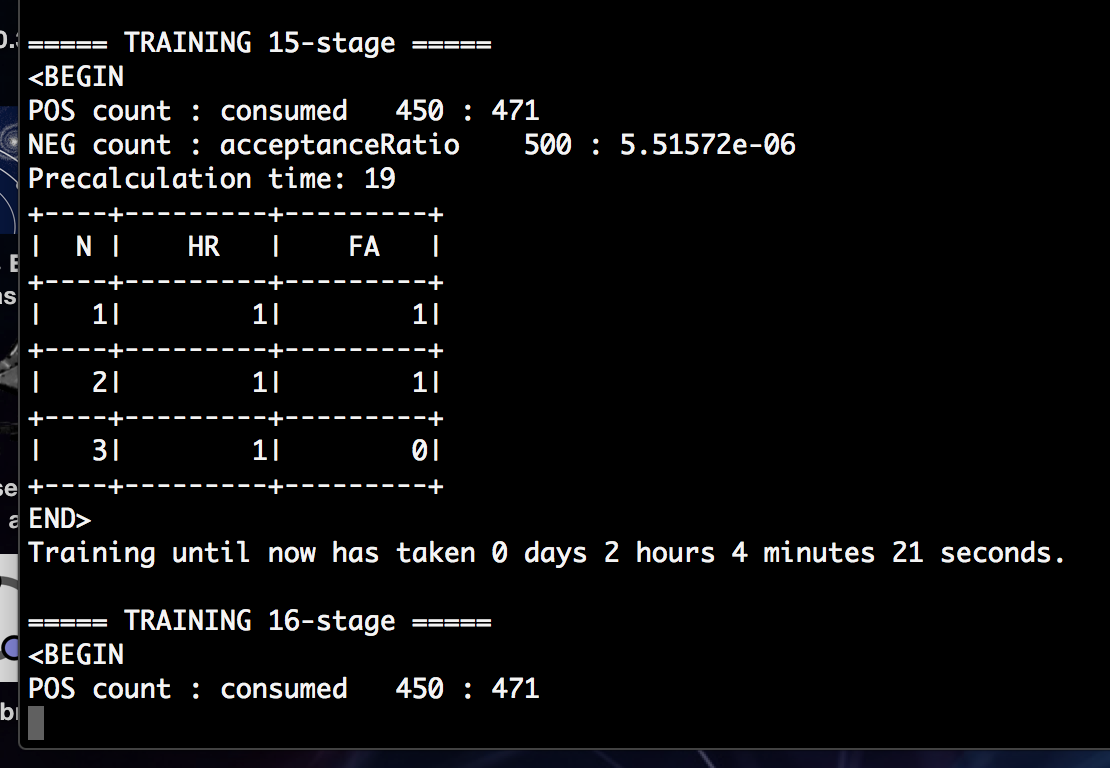 ===== TRAINING 15-stage =====
<BEGIN
POS count : consumed   450 : 471
NEG count : acceptanceRatio    500 : 5.51572e-06
Precalculation time: 19
+----+---------+---------+
|  N |    HR   |    FA   |
+----+---------+---------+
|   1|        1|        1|
+----+---------+---------+
|   2|        1|        1|
+----+---------+---------+
|   3|        1|        0|
+----+---------+---------+
END>
Training until now has taken 0 days 2 hours 4 minutes 21 seconds.
===== TRAINING 16-stage =====
<BEGIN
POS count : consumed   450 : 471